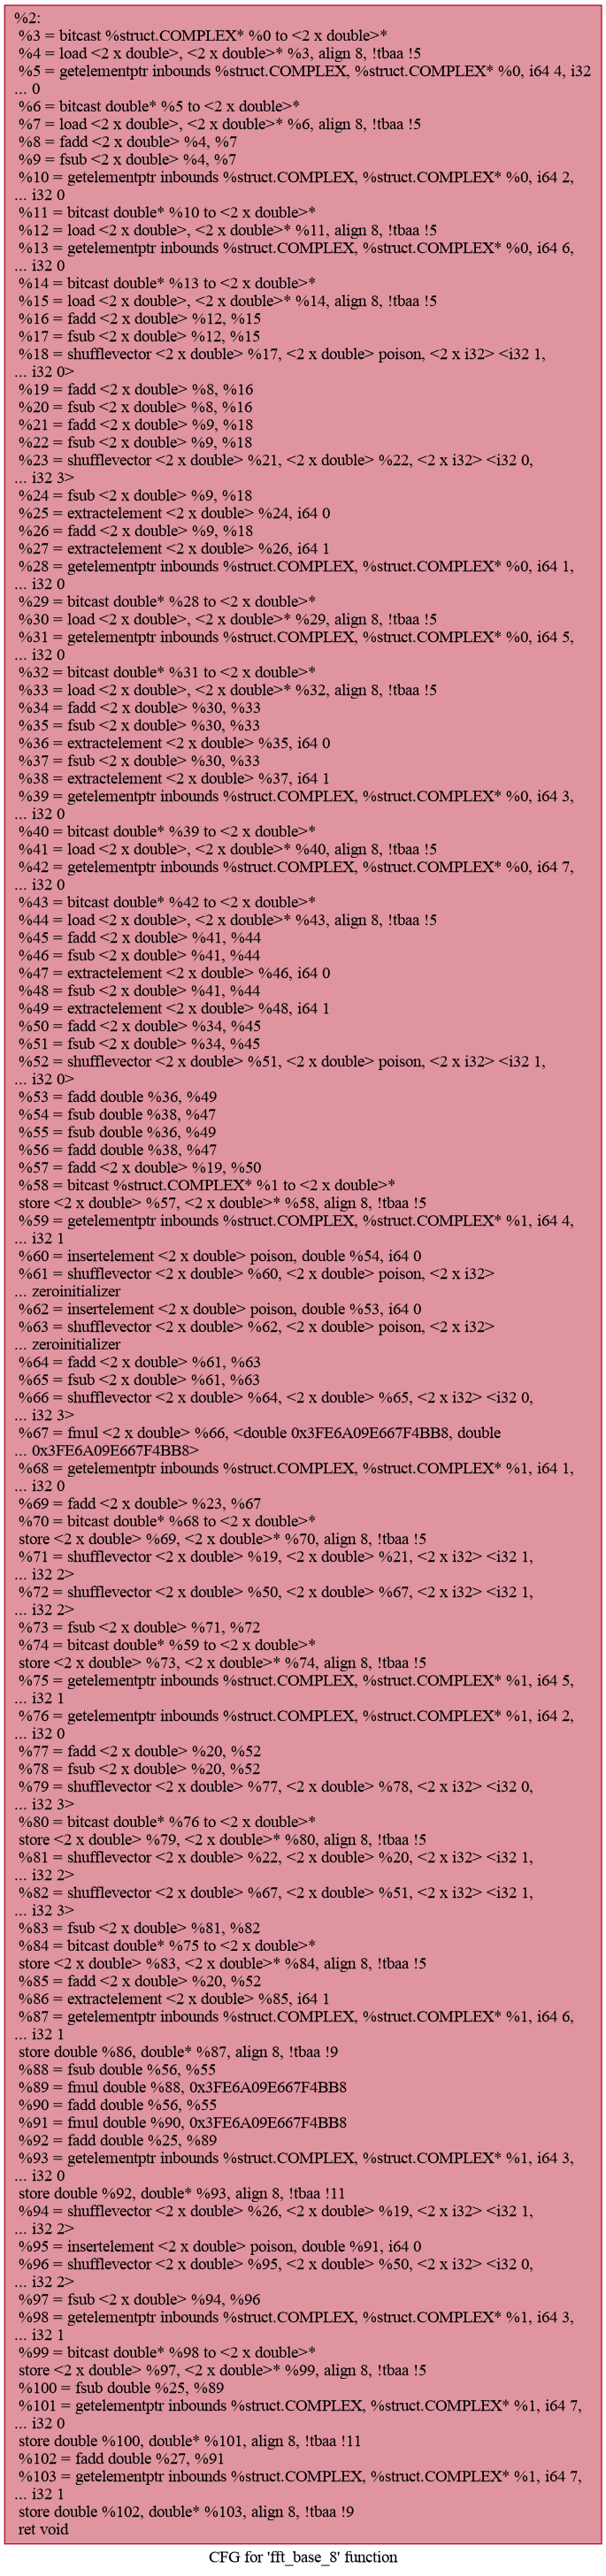 %2:
%3 = bitcast %struct.COMPLEX* %0 to <2 x double>*
%4 = load <2 x double>, <2 x double>* %3, align 8, !tbaa !5
%5 = getelementptr inbounds %struct.COMPLEX, %struct.COMPLEX* %0, i64 4, i32
... 0
%6 = bitcast double* %5 to <2 x double>*
%7 = load <2 x double>, <2 x double>* %6, align 8, !tbaa !5
%8 = fadd <2 x double> %4, %7
%9 = fsub <2 x double> %4, %7
%10 = getelementptr inbounds %struct.COMPLEX, %struct.COMPLEX* %0, i64 2,
... i32 0
%11 = bitcast double* %10 to <2 x double>*
%12 = load <2 x double>, <2 x double>* %11, align 8, !tbaa !5
%13 = getelementptr inbounds %struct.COMPLEX, %struct.COMPLEX* %0, i64 6,
... i32 0
%14 = bitcast double* %13 to <2 x double>*
%15 = load <2 x double>, <2 x double>* %14, align 8, !tbaa !5
%16 = fadd <2 x double> %12, %15
%17 = fsub <2 x double> %12, %15
%18 = shufflevector <2 x double> %17, <2 x double> poison, <2 x i32> <i32 1,
... i32 0>
%19 = fadd <2 x double> %8, %16
%20 = fsub <2 x double> %8, %16
%21 = fadd <2 x double> %9, %18
%22 = fsub <2 x double> %9, %18
%23 = shufflevector <2 x double> %21, <2 x double> %22, <2 x i32> <i32 0,
... i32 3>
%24 = fsub <2 x double> %9, %18
%25 = extractelement <2 x double> %24, i64 0
%26 = fadd <2 x double> %9, %18
%27 = extractelement <2 x double> %26, i64 1
%28 = getelementptr inbounds %struct.COMPLEX, %struct.COMPLEX* %0, i64 1,
... i32 0
%29 = bitcast double* %28 to <2 x double>*
%30 = load <2 x double>, <2 x double>* %29, align 8, !tbaa !5
%31 = getelementptr inbounds %struct.COMPLEX, %struct.COMPLEX* %0, i64 5,
... i32 0
%32 = bitcast double* %31 to <2 x double>*
%33 = load <2 x double>, <2 x double>* %32, align 8, !tbaa !5
%34 = fadd <2 x double> %30, %33
%35 = fsub <2 x double> %30, %33
%36 = extractelement <2 x double> %35, i64 0
%37 = fsub <2 x double> %30, %33
%38 = extractelement <2 x double> %37, i64 1
%39 = getelementptr inbounds %struct.COMPLEX, %struct.COMPLEX* %0, i64 3,
... i32 0
%40 = bitcast double* %39 to <2 x double>*
%41 = load <2 x double>, <2 x double>* %40, align 8, !tbaa !5
%42 = getelementptr inbounds %struct.COMPLEX, %struct.COMPLEX* %0, i64 7,
... i32 0
%43 = bitcast double* %42 to <2 x double>*
%44 = load <2 x double>, <2 x double>* %43, align 8, !tbaa !5
%45 = fadd <2 x double> %41, %44
%46 = fsub <2 x double> %41, %44
%47 = extractelement <2 x double> %46, i64 0
%48 = fsub <2 x double> %41, %44
%49 = extractelement <2 x double> %48, i64 1
%50 = fadd <2 x double> %34, %45
%51 = fsub <2 x double> %34, %45
%52 = shufflevector <2 x double> %51, <2 x double> poison, <2 x i32> <i32 1,
... i32 0>
%53 = fadd double %36, %49
%54 = fsub double %38, %47
%55 = fsub double %36, %49
%56 = fadd double %38, %47
%57 = fadd <2 x double> %19, %50
%58 = bitcast %struct.COMPLEX* %1 to <2 x double>*
store <2 x double> %57, <2 x double>* %58, align 8, !tbaa !5
%59 = getelementptr inbounds %struct.COMPLEX, %struct.COMPLEX* %1, i64 4,
... i32 1
%60 = insertelement <2 x double> poison, double %54, i64 0
%61 = shufflevector <2 x double> %60, <2 x double> poison, <2 x i32>
... zeroinitializer
%62 = insertelement <2 x double> poison, double %53, i64 0
%63 = shufflevector <2 x double> %62, <2 x double> poison, <2 x i32>
... zeroinitializer
%64 = fadd <2 x double> %61, %63
%65 = fsub <2 x double> %61, %63
%66 = shufflevector <2 x double> %64, <2 x double> %65, <2 x i32> <i32 0,
... i32 3>
%67 = fmul <2 x double> %66, <double 0x3FE6A09E667F4BB8, double
... 0x3FE6A09E667F4BB8>
%68 = getelementptr inbounds %struct.COMPLEX, %struct.COMPLEX* %1, i64 1,
... i32 0
%69 = fadd <2 x double> %23, %67
%70 = bitcast double* %68 to <2 x double>*
store <2 x double> %69, <2 x double>* %70, align 8, !tbaa !5
%71 = shufflevector <2 x double> %19, <2 x double> %21, <2 x i32> <i32 1,
... i32 2>
%72 = shufflevector <2 x double> %50, <2 x double> %67, <2 x i32> <i32 1,
... i32 2>
%73 = fsub <2 x double> %71, %72
%74 = bitcast double* %59 to <2 x double>*
store <2 x double> %73, <2 x double>* %74, align 8, !tbaa !5
%75 = getelementptr inbounds %struct.COMPLEX, %struct.COMPLEX* %1, i64 5,
... i32 1
%76 = getelementptr inbounds %struct.COMPLEX, %struct.COMPLEX* %1, i64 2,
... i32 0
%77 = fadd <2 x double> %20, %52
%78 = fsub <2 x double> %20, %52
%79 = shufflevector <2 x double> %77, <2 x double> %78, <2 x i32> <i32 0,
... i32 3>
%80 = bitcast double* %76 to <2 x double>*
store <2 x double> %79, <2 x double>* %80, align 8, !tbaa !5
%81 = shufflevector <2 x double> %22, <2 x double> %20, <2 x i32> <i32 1,
... i32 2>
%82 = shufflevector <2 x double> %67, <2 x double> %51, <2 x i32> <i32 1,
... i32 3>
%83 = fsub <2 x double> %81, %82
%84 = bitcast double* %75 to <2 x double>*
store <2 x double> %83, <2 x double>* %84, align 8, !tbaa !5
%85 = fadd <2 x double> %20, %52
%86 = extractelement <2 x double> %85, i64 1
%87 = getelementptr inbounds %struct.COMPLEX, %struct.COMPLEX* %1, i64 6,
... i32 1
store double %86, double* %87, align 8, !tbaa !9
%88 = fsub double %56, %55
%89 = fmul double %88, 0x3FE6A09E667F4BB8
%90 = fadd double %56, %55
%91 = fmul double %90, 0x3FE6A09E667F4BB8
%92 = fadd double %25, %89
%93 = getelementptr inbounds %struct.COMPLEX, %struct.COMPLEX* %1, i64 3,
... i32 0
store double %92, double* %93, align 8, !tbaa !11
%94 = shufflevector <2 x double> %26, <2 x double> %19, <2 x i32> <i32 1,
... i32 2>
%95 = insertelement <2 x double> poison, double %91, i64 0
%96 = shufflevector <2 x double> %95, <2 x double> %50, <2 x i32> <i32 0,
... i32 2>
%97 = fsub <2 x double> %94, %96
%98 = getelementptr inbounds %struct.COMPLEX, %struct.COMPLEX* %1, i64 3,
... i32 1
%99 = bitcast double* %98 to <2 x double>*
store <2 x double> %97, <2 x double>* %99, align 8, !tbaa !5
%100 = fsub double %25, %89
%101 = getelementptr inbounds %struct.COMPLEX, %struct.COMPLEX* %1, i64 7,
... i32 0
store double %100, double* %101, align 8, !tbaa !11
%102 = fadd double %27, %91
%103 = getelementptr inbounds %struct.COMPLEX, %struct.COMPLEX* %1, i64 7,
... i32 1
store double %102, double* %103, align 8, !tbaa !9
ret void
CFG for 'fft_base_8' function